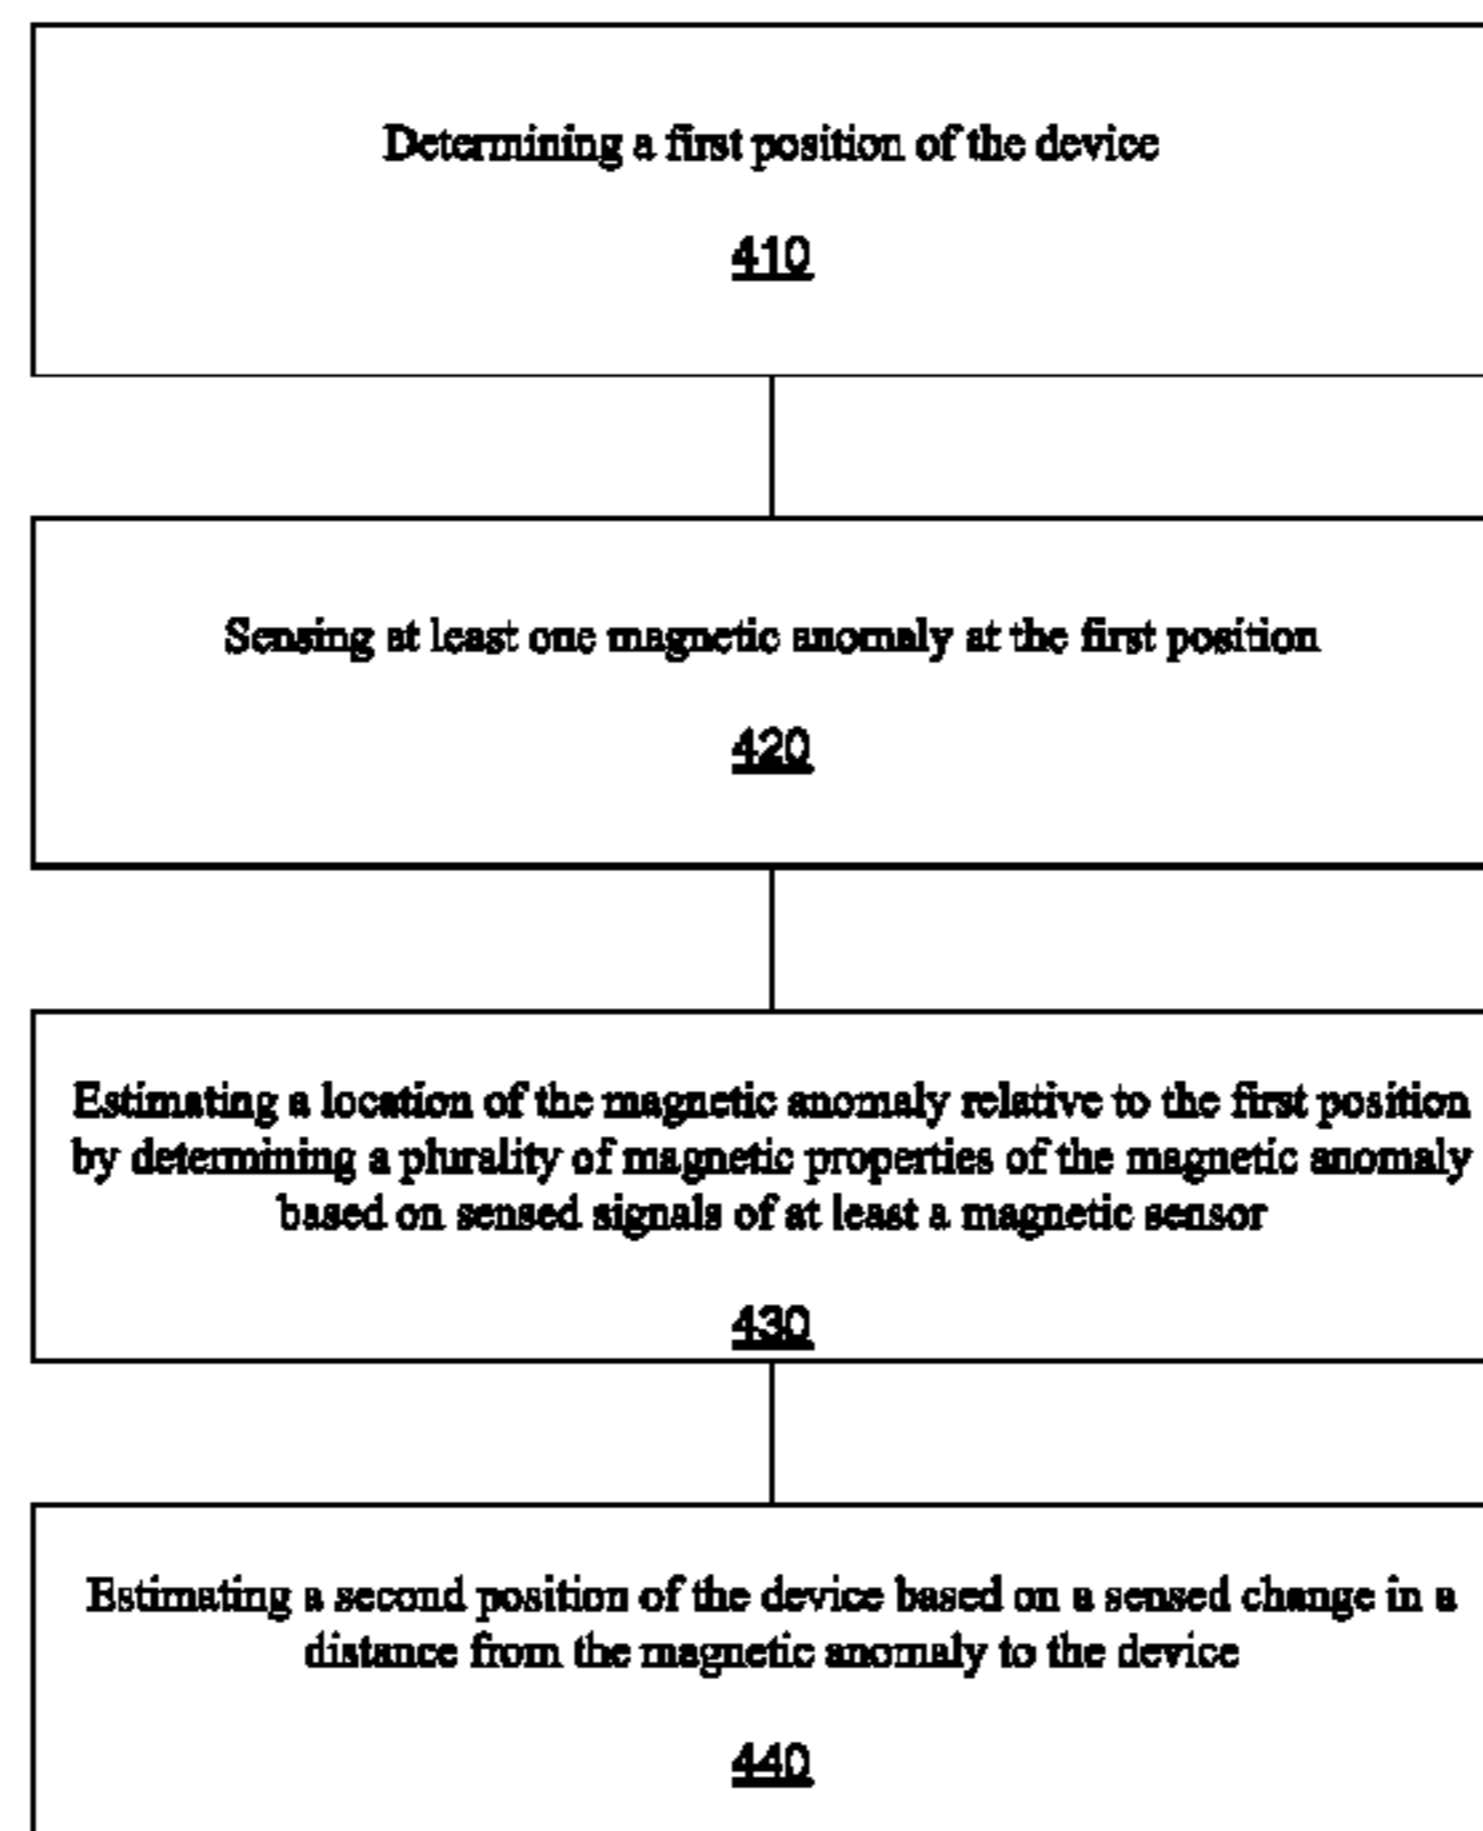 Determining a first position of the device
410
Sensing at least one magnetic anomaly at the first position
420
Estimating a location of the magnetic anomaly relative to the first position
by determining a plurality of magnetic properties of the magnetic anomaly
based on sensed signals of at least a magnetic sensor
430
Estimating a second position of the device based on a sensed change in a
distance from the magnetic anomaly to the device
440